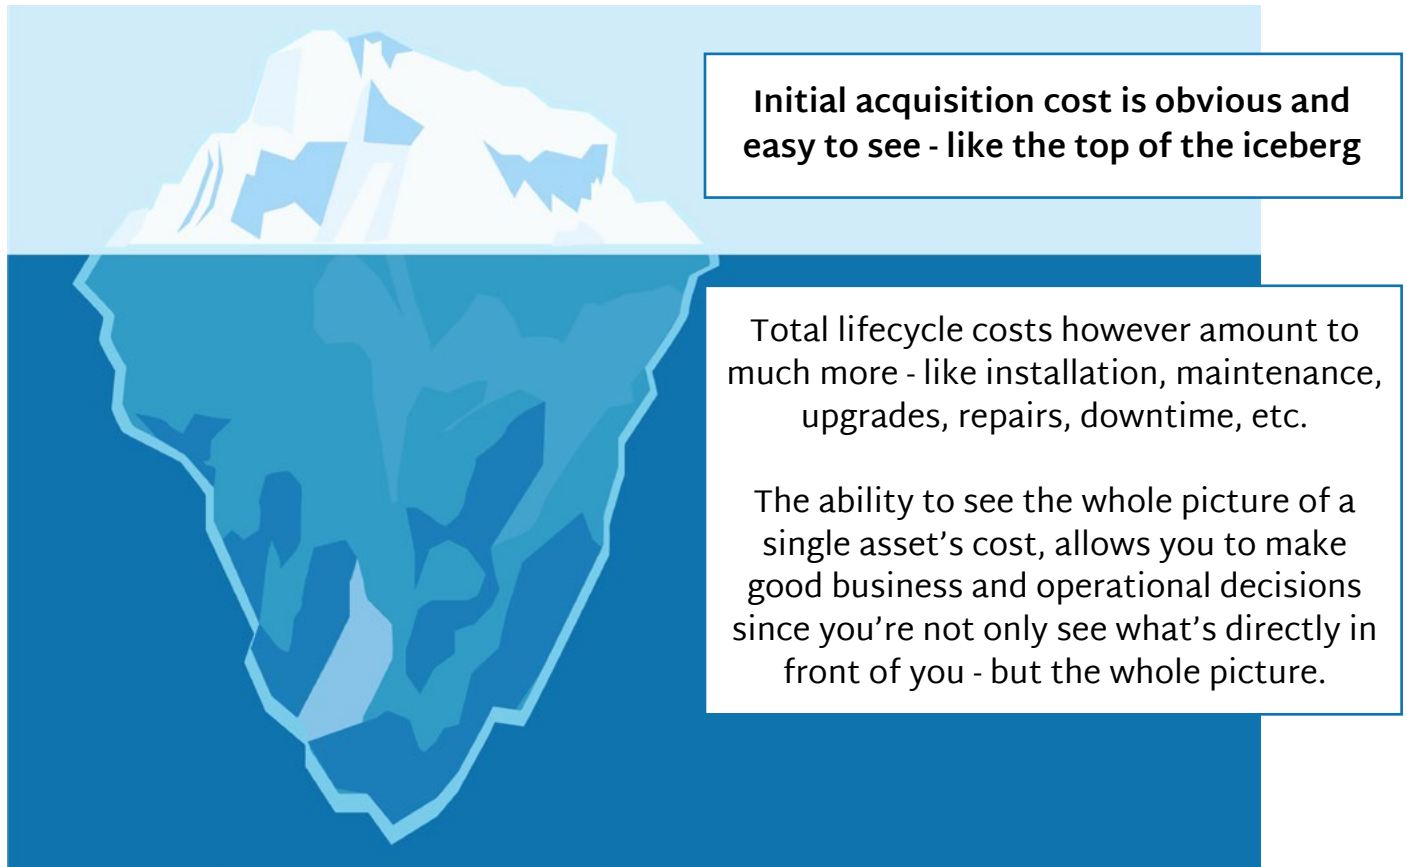 Initial acquisition cost is obvious and
easy to see - like the top of the iceberg
Total lifecycle costs however amount to
much more - like installation, maintenance,
upgrades, repairs, downtime, etc.
The ability to see the whole picture of a
single asset’s cost, allows you to make
good business and operational decisions
since you’re not only see what’s directly in
front of you - but the whole picture.